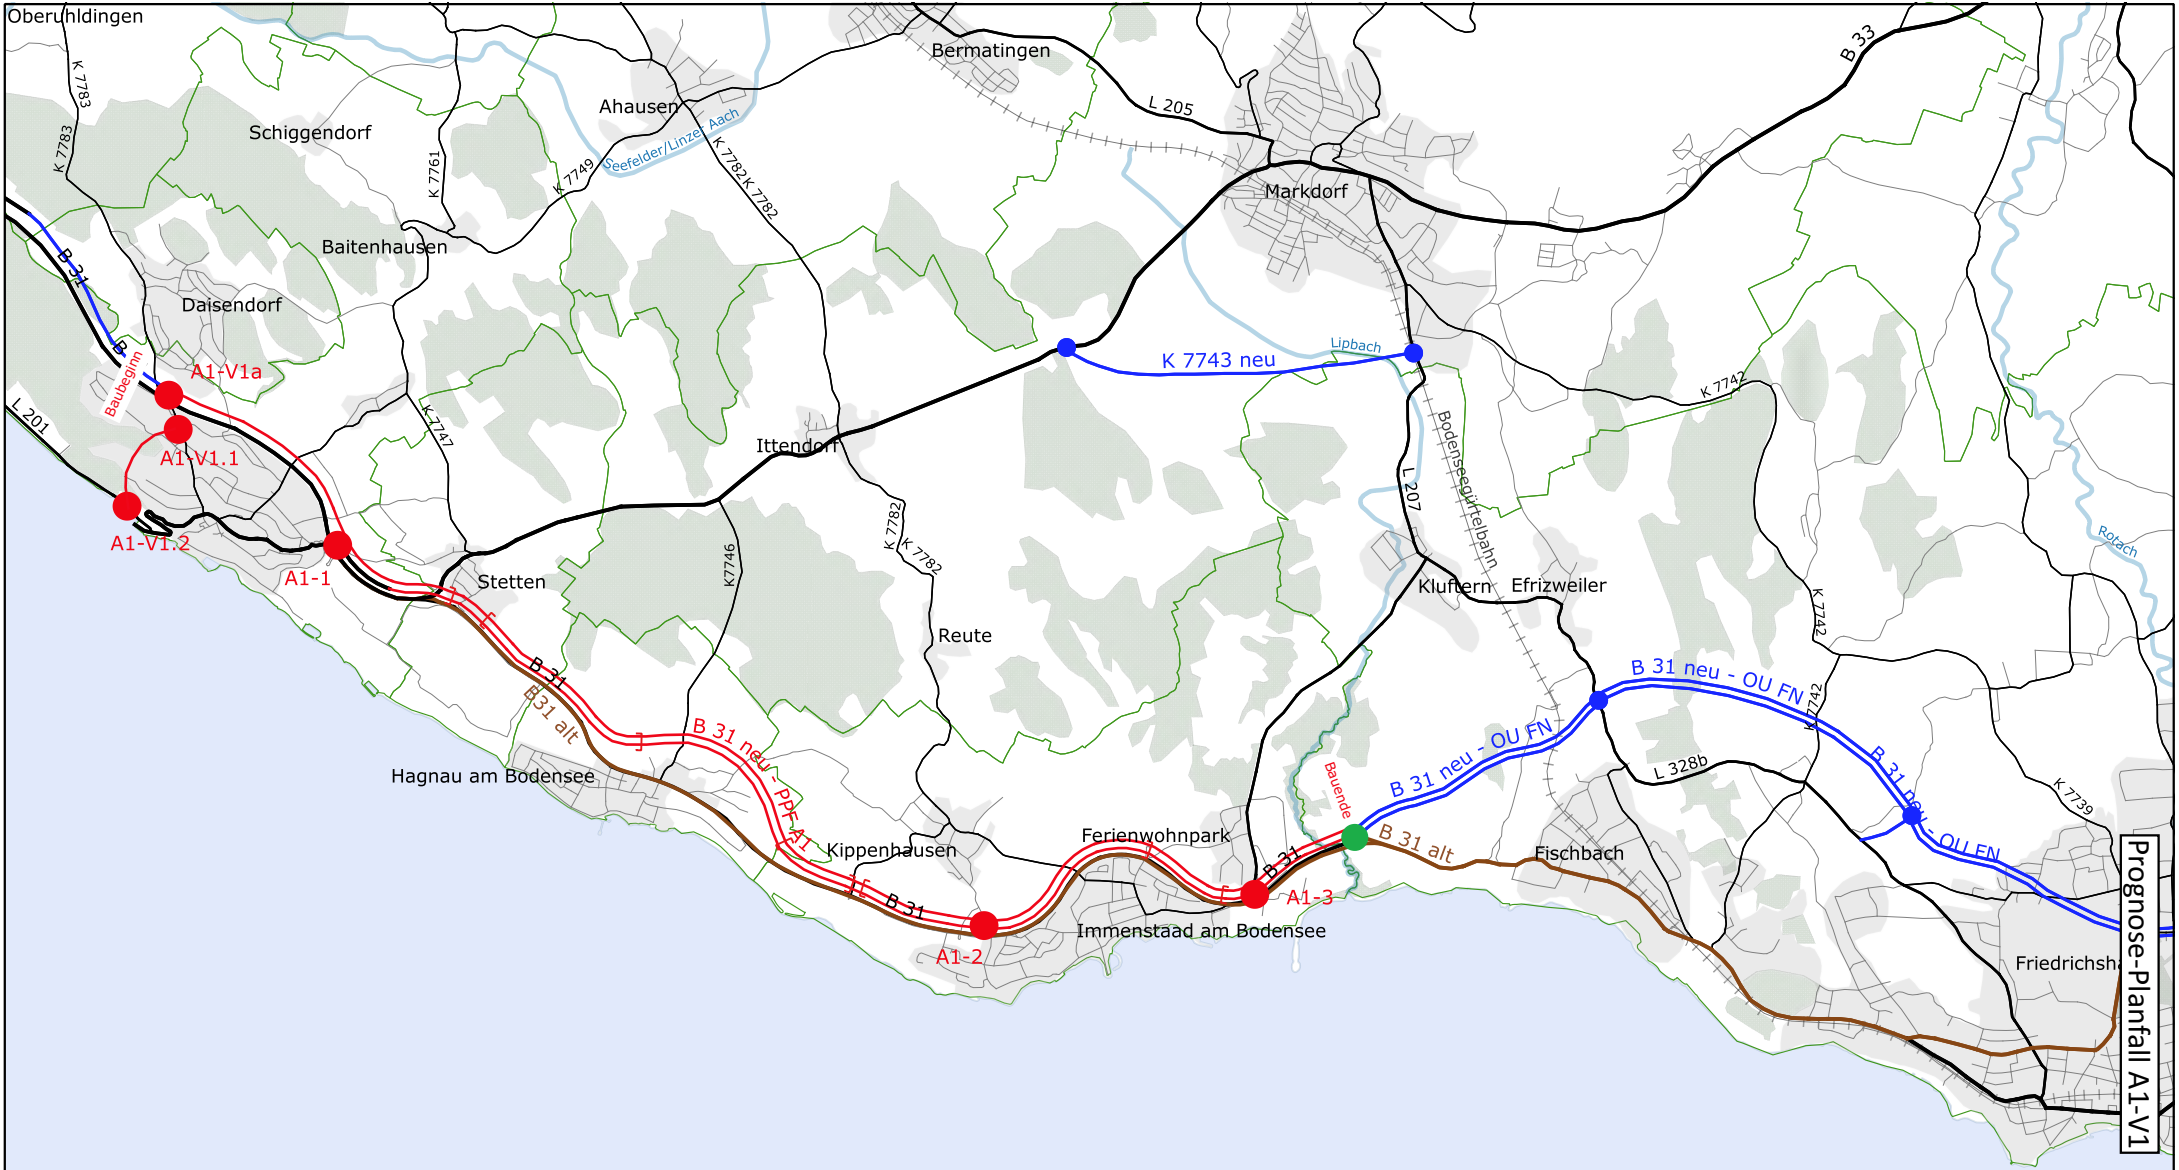 Oberuhldingen
Bermatingen
B 33
K 7783
Ahausen
L 205
Schiggendorf
K 7783
Seefelder/Linzer Aach
K 7761
K 7749
K 7782
K 7782
Markdorf
Baitenhausen
B 31
Daisendorf
B
Lipbach
K 7743 neu
Baubeginn
A1-V1a
K 7742
L 201
K 7747
Ittendorf
A1-V1.1
Bodenseegürtelbahn
L 207
K 7782
K 7782
A1-V1.2
Rotach
K7746
A1-1
Stetten
Kluftern
Efrizweiler
K 7742
Reute
B 31
B31 alt
B 31 neu - OU FN
K 7742
B 31 neu - PPF A1
B 31 neu - OU FN
B 31 neu - OU FN
Hagnau am Bodensee
L 328b
Bauende
K 7739
Ferienwohnpark
Kippenhausen
B 31
B 31 alt
Fischbach
B 31
A1-3
Immenstaad am Bodensee
A1-2
Friedrichsha
Prognose-Planfall A1-V1